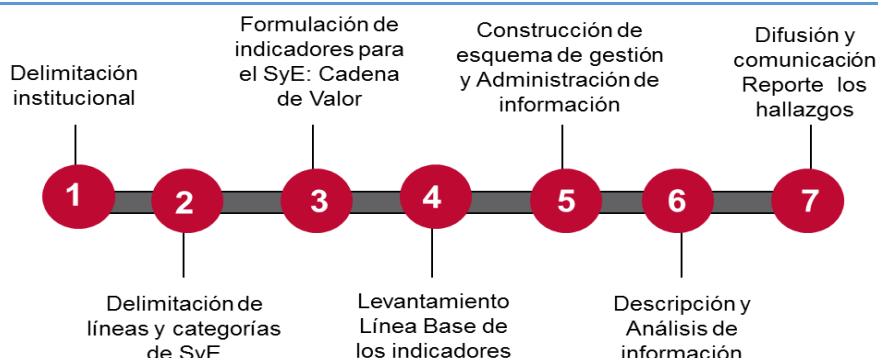 Delimitación
institucional
Formulación de
indicadores para
el SyE: Cadena
de Valor
Construcción de
esquema de gestión
y Administración de
información
Difusión y
comunicación
Reporte los
hallazgos
1
2
3
4
5
6
7
Delimitación de
líneas y categorías
de SyE
Levantamiento
Línea Base de
los indicadores
Descripción y
Análisis de
información